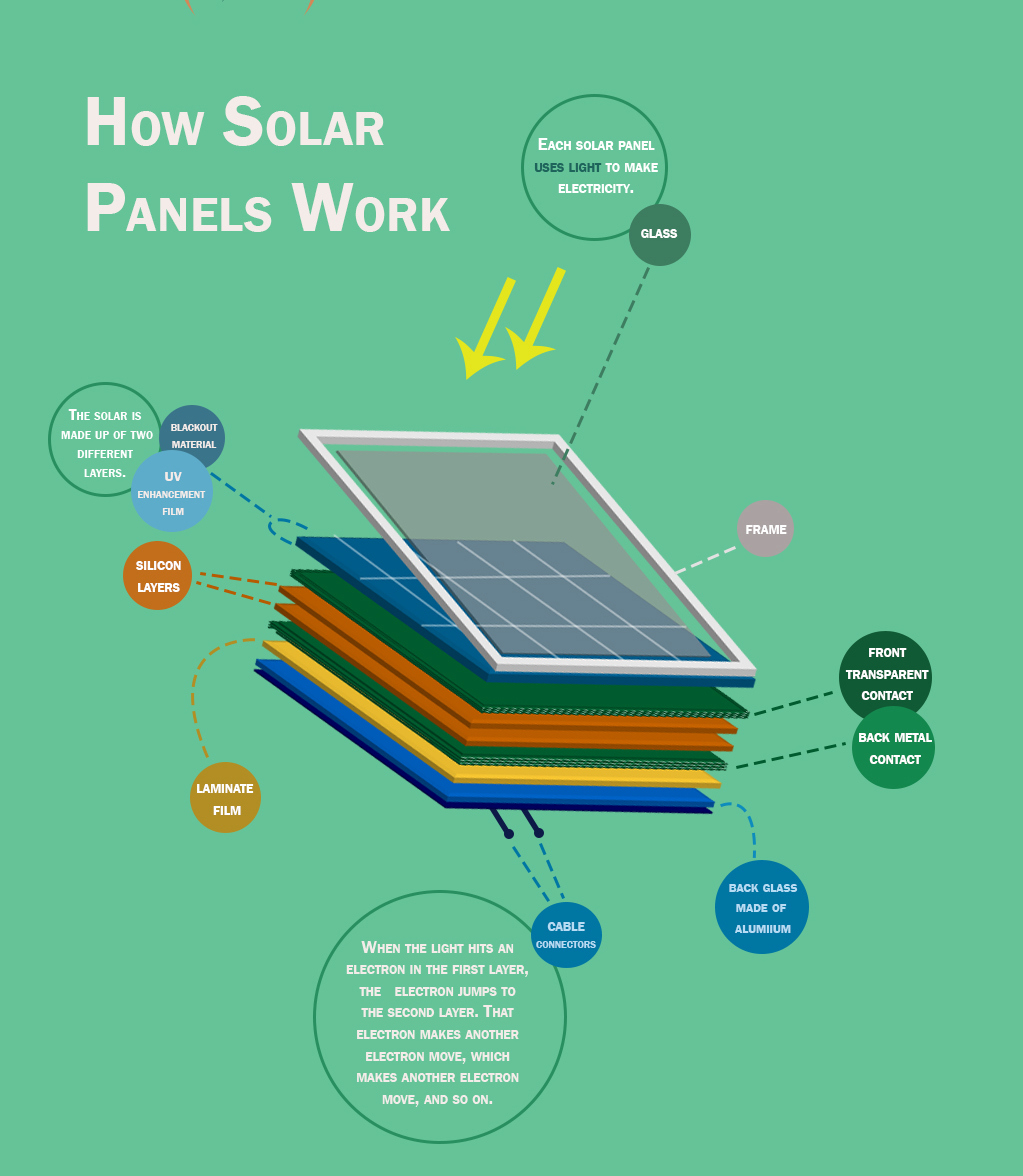 How Solar
Panels Work
Each solar panel
uses light to make
electricity.
glass
The solar is
made up of two
different
layers.
blackout
material
UV
enhancement
film
silicon
layers
frame
front
transparent
contact
back metal
contact
laminate
film
back glass
made of
alumiium
cable
connectors
When the light hits an
electron in the first layer,
the electron jumps to
the second layer. That
electron makes another
electron move, which
makes another electron
move, and so on.